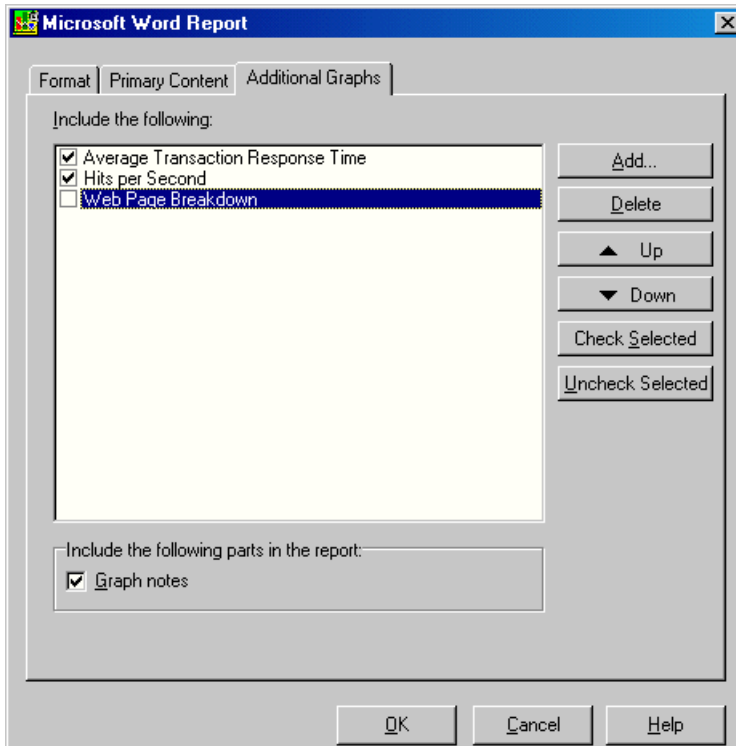 Microsoft Word Report
Format Primary Content Additional Graphs
Include the following:
Average Transaction Response Time
Hits per Second
Web Page Breakdown
Add...
Delete
Up
Down
Check Selected
Uncheck Selected
Include the following parts in the report:
Graph notes
OK Cancel Help